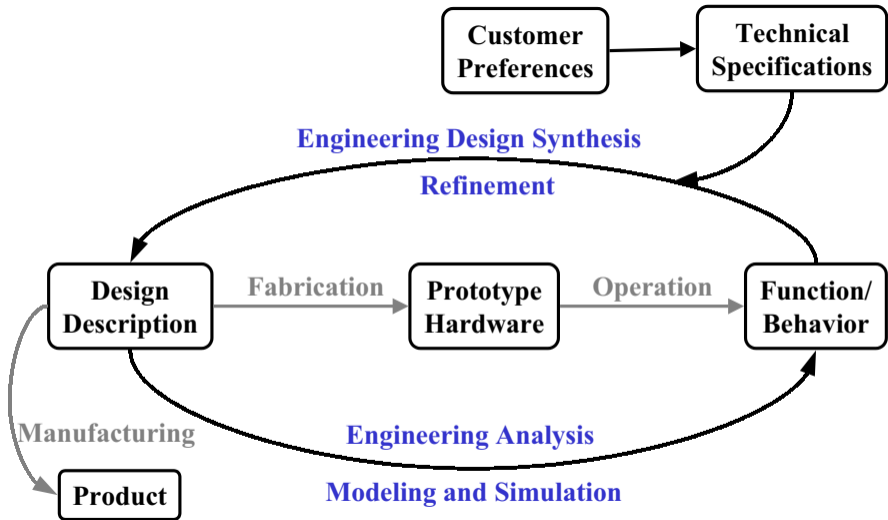 Customer
Preferences
Technical
Specifications
Engineering Design Synthesis
Refinement
Design
Description
Fabrication
Prototype
Hardware
Operation
Function/
Behavior
Manufacturing
Engineering Analysis
Modeling and Simulation
Product